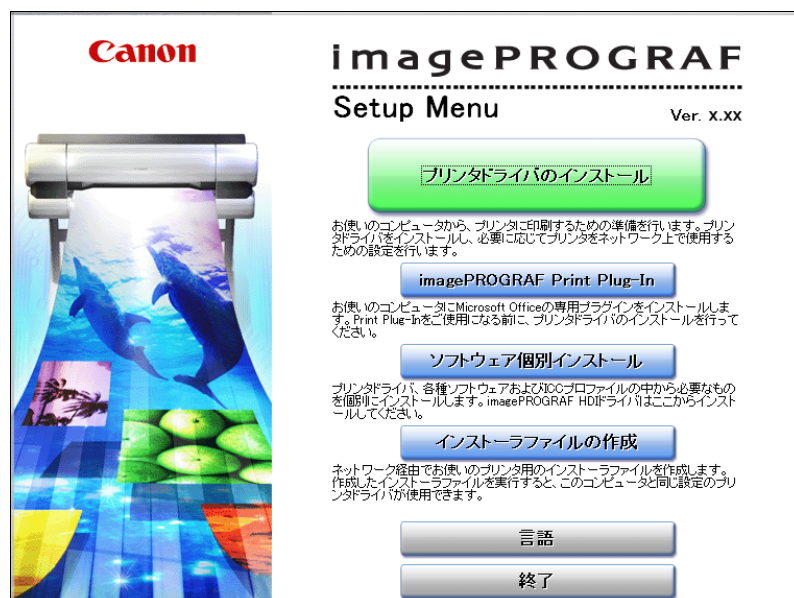 Canon
imagePROGRAF
Setup Menu
Ver. x.xx
プリンタドライバのインストール
お使いのコンピュータから、プリンタに印刷するための準備を行います。プリン
タドライバをインストールし、必要に応じてプリンタをネットワーク上で使用する
ための設定を行います。
imagePROGRAF Print Plug-In
お使いのコンピュータにMicrosoft Officeの専用プラグインをインストールしま
す。Print Plug-Inをご使用になる前に、プリンタドライバのインストールを行って
ください。
ソフトウェア個別インストール
プリンタドライバ、各種ソフトウェアおよびICCプロファイルの中から必要なもの
を個別にインストールします。imagePROGRAF HDIドライバはここからインスト
ールしてください。
インストーラファイルの作成
ネットワーク経由でお使いのプリンタ用のインストーラファイルを作成します。
作成したインストーラファイルを実行すると、このコンピュータと同じ設定のプリ
ンタドライバが使用できます。
言語
終了